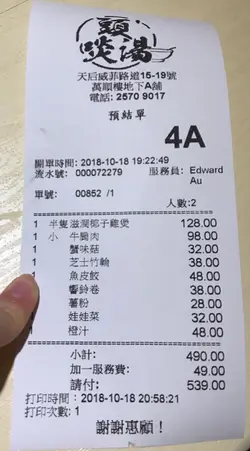 頭啖湯
天后威菲路道15-19號
萬順樓地下A舖
電話: 2570 9017
預結單
4A
開單時間: 2018-10-18 19:22:49
流水號: 000072279 服務員: Edward Au
單號: 00852 /1
人數:2
1 半隻滋潤椰子雞煲 128.00
1 小 牛脷肉 98.00
1 蟹味菇 32.00
1 芝士竹輪 38.00
1 魚皮餃 48.00
響鈴卷 38.00
薯粉 28.00
娃娃菜 32.00
1 橙汁 48.00
小計: 490.00
加一服務費: 49.00
請付: 539.00
打印時間: 2018-10-18 20:58:21
打印次數: 1
謝謝惠顧!